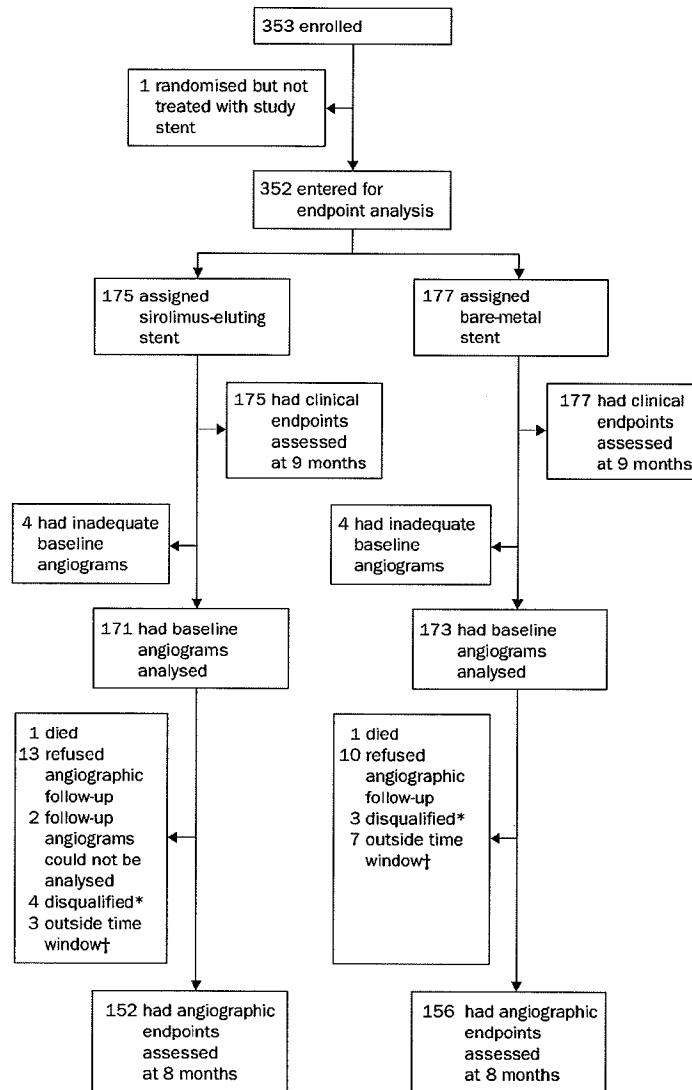 353 enrolled
1 randomised but not
treated with study
stent
352 entered for
endpoint analysis
175 assigned
sirolimus-eluting
stent
177 assigned
bare-metal
stent
175 had clinical
endpoints
assessed
at 9 months
177 had clinical
endpoints
assessed
at 9 months
4 had inadequate
baseline
angiograms
4 had inadequate
baseline
angiograms
171 had baseline
angiograms
analysed
173 had baseline
angiograms
analysed
1 died
13 refused
angiographic
follow-up
2 follow-up
angiograms
could not be
analysed
4 disqualified*
3 outside time
window†
1 died
10 refused
angiographic
follow-up
3 disqualified*
7 outside time
window†
152 had angiographic
endpoints
assessed
at 8 months
156 had angiographic
endpoints
assessed
at 8 months